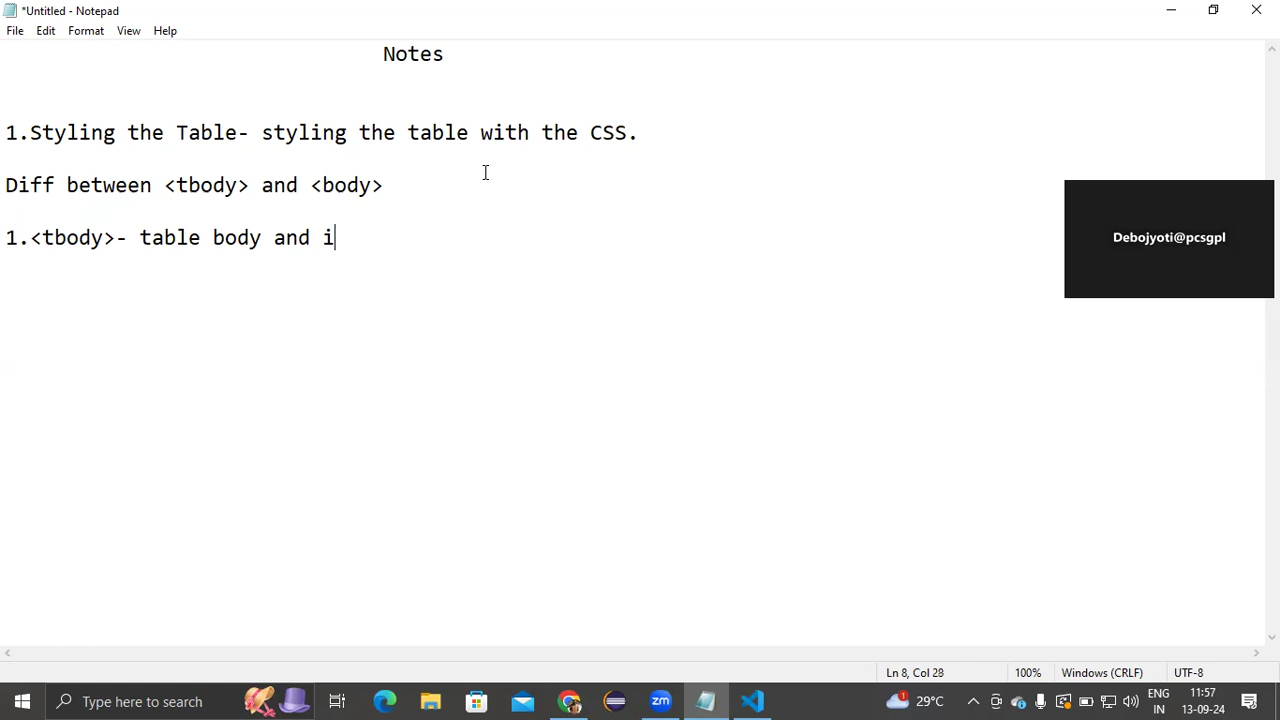 *Untitled - Notepad
File Edit Format View Help
Notes
1.Styling the Table- styling the table with the CSS.
Diff between <tbody> and <body>
1.<tbody>- table body and i
Debojyoti@pcsgpl
Ln 8, Col 28 100% Windows (CRLF) UTF-8
Type here to search
zm
1
29°C
ENG
IN
11:57
13-09-24